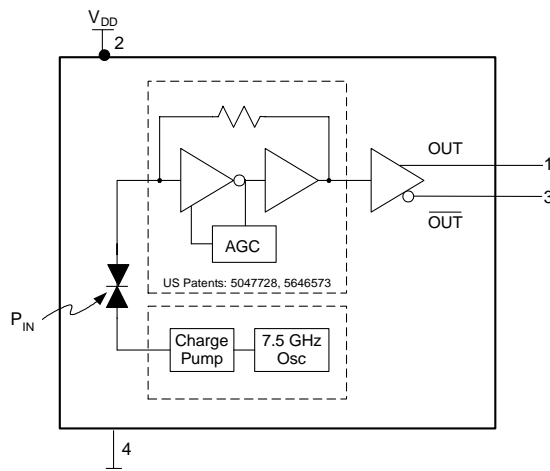 VDD
2
OUT
1
3
OUT
AGC
US Patents: 5047728, 5646573
PIN
Charge
Pump
7.5 GHz
Osc
4